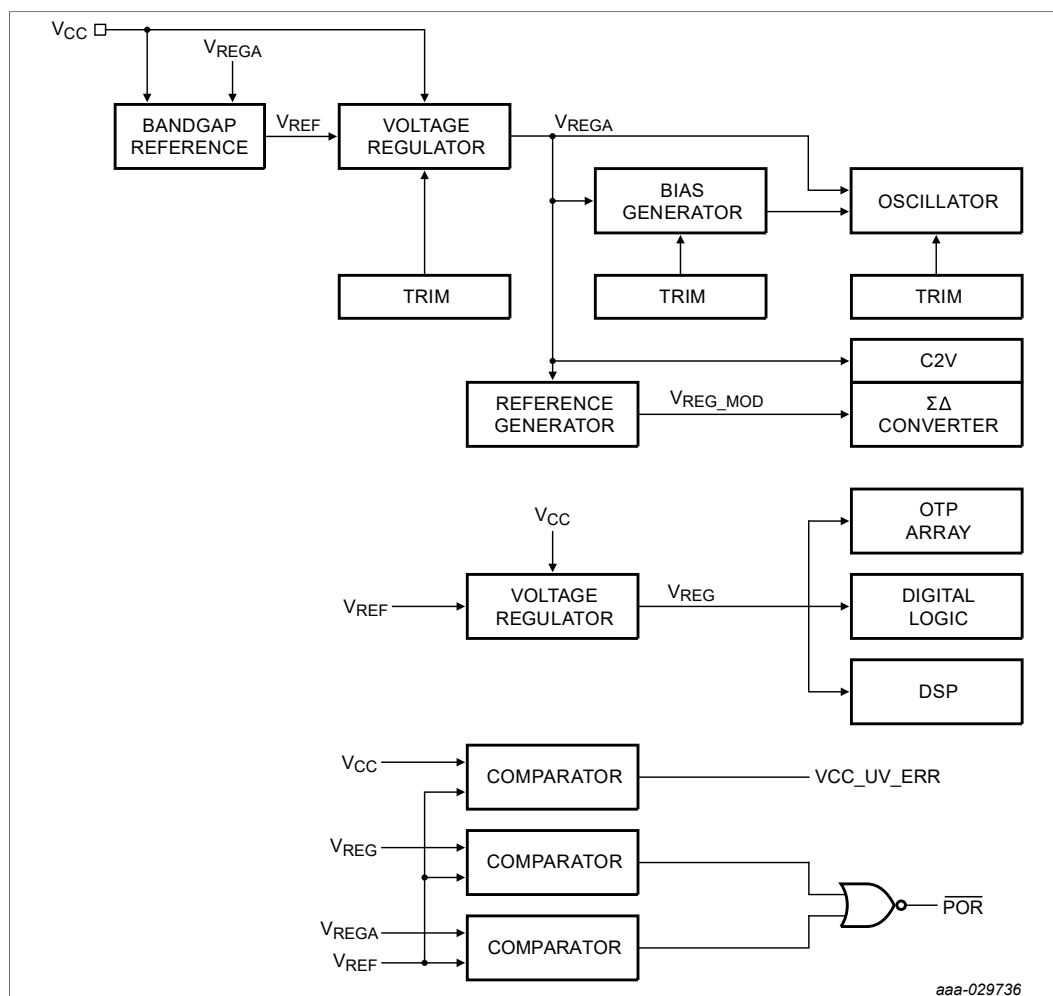 VCC
VREGA
BANDGAP
REFERENCE
VREF
VOLTAGE
REGULATOR
VREGA
BIAS
GENERATOR
OSCILLATOR
TRIM
TRIM
TRIM
C2V
REFERENCE
GENERATOR
VREG_MOD
ΣΔ
CONVERTER
VCC
OTP
ARRAY
VREF
VOLTAGE
REGULATOR
VREG
DIGITAL
LOGIC
DSP
VCC
COMPARATOR
VCC_UV_ERR
VREG
COMPARATOR
POR
VREGA
COMPARATOR
VREF
aaa-029736